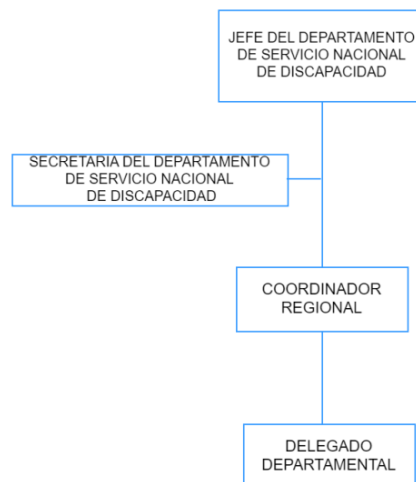 JEFE DEL DEPARTAMENTO
DE SERVICIO NACIONAL
DE DISCAPACIDAD
SECRETARIA DEL DEPARTAMENTO
DE SERVICIO NACIONAL
DE DISCAPACIDAD
COORDINADOR
REGIONAL
DELEGADO
DEPARTAMENTAL